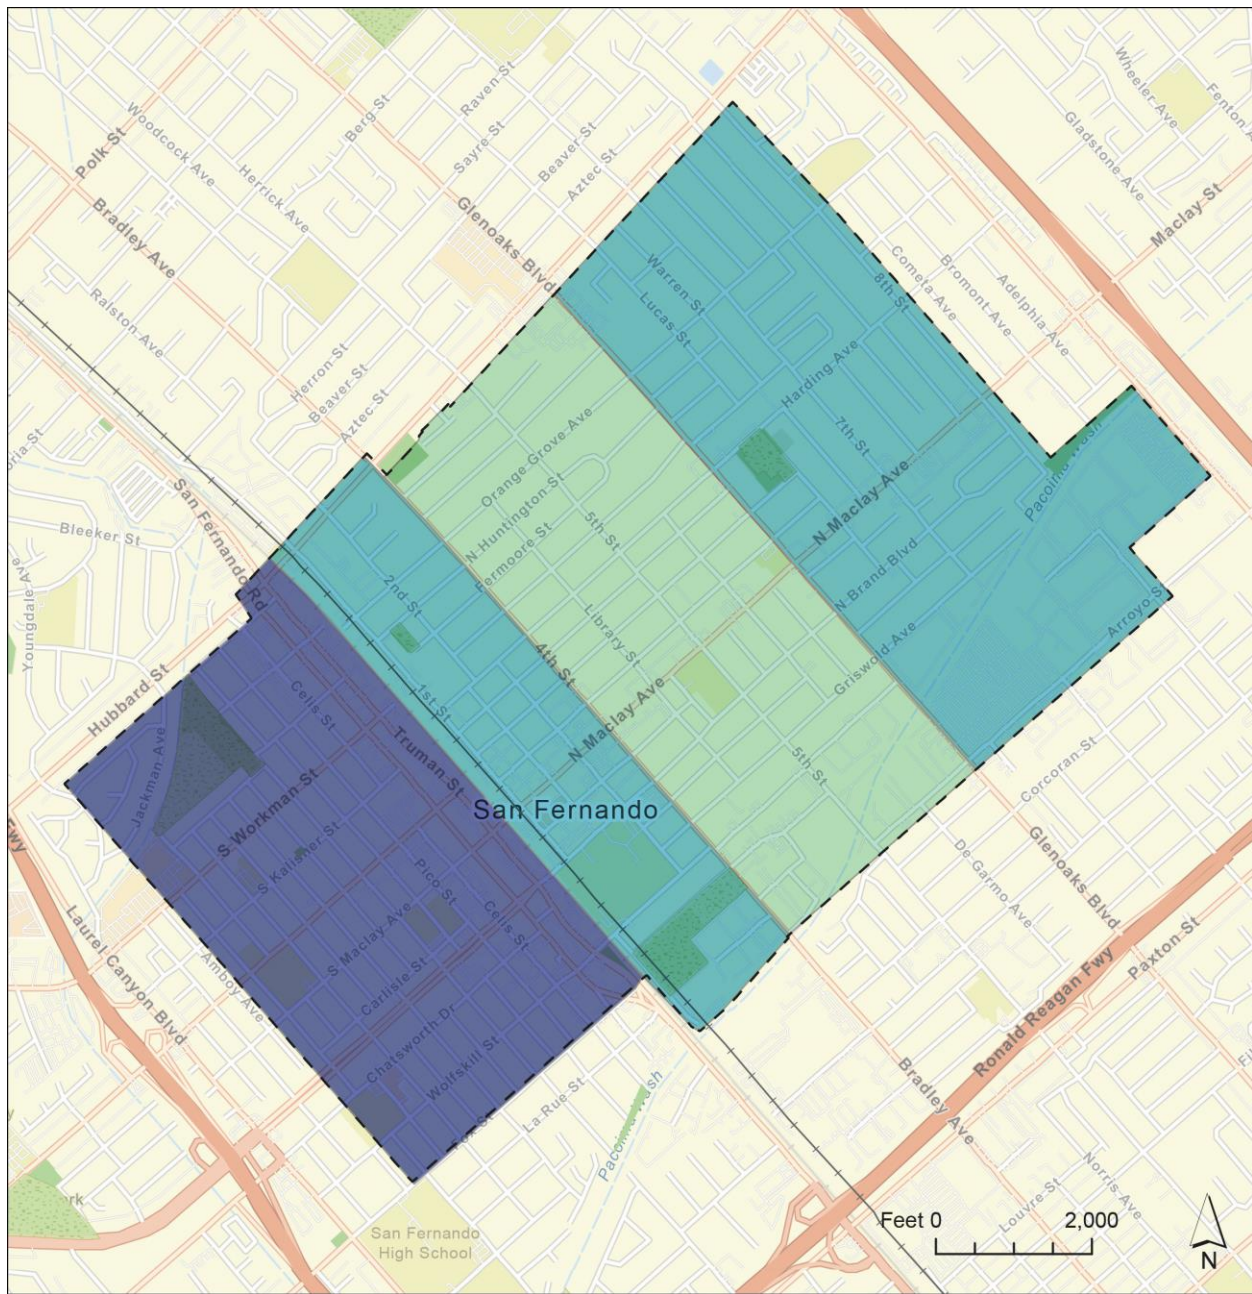 Wheeler Ave
Fenton A
Raven St
Berg St
Woodcock Ave
Polk St
Sayre St
Beaver St
Gladstone Ave
Aztec St
Herrick Ave
Maclay St
Bradley Ave
Glenoaks Blvd
Cometa Ave
Bromont Ave
Adelphia Ave
8th St
Warren St
Lucas St
Ralston Ave
Herron St
Harding Ave
Beaver St
Aztec St
7th St
Orange Grove Ave
oria St
San Fernando Rd
Pacoima Wash
N Maclay Ave
N Huntington St
5th St
Bleeker St
Fermoore St
N Brand Blvd
2nd St
Youngdale Ave
Arroyo S
Library St
Griswold Ave
4th St
Hubbard St
Cells St
1st St
N Maclay Ave
Truman St
Jackman Ave
5th St
Corcoran St
San Fernando
S Workman St
Fwy
S Kalisher St
Pico St
De Garmo Ave
Glenoaks Blvd
Celis St
S Maclay Ave
Laurel Canyon Blvd
Amboy Ave
Carlisle St
Paxton St
Ronald Reagan Fwy
Chatsworth Dr
Wolfskill St
La Rue St
Pacoima Wash
Bradley Ave
Norris Ave
Louvre St
ark
San Fernando
High School
Feet 0
2,000
N